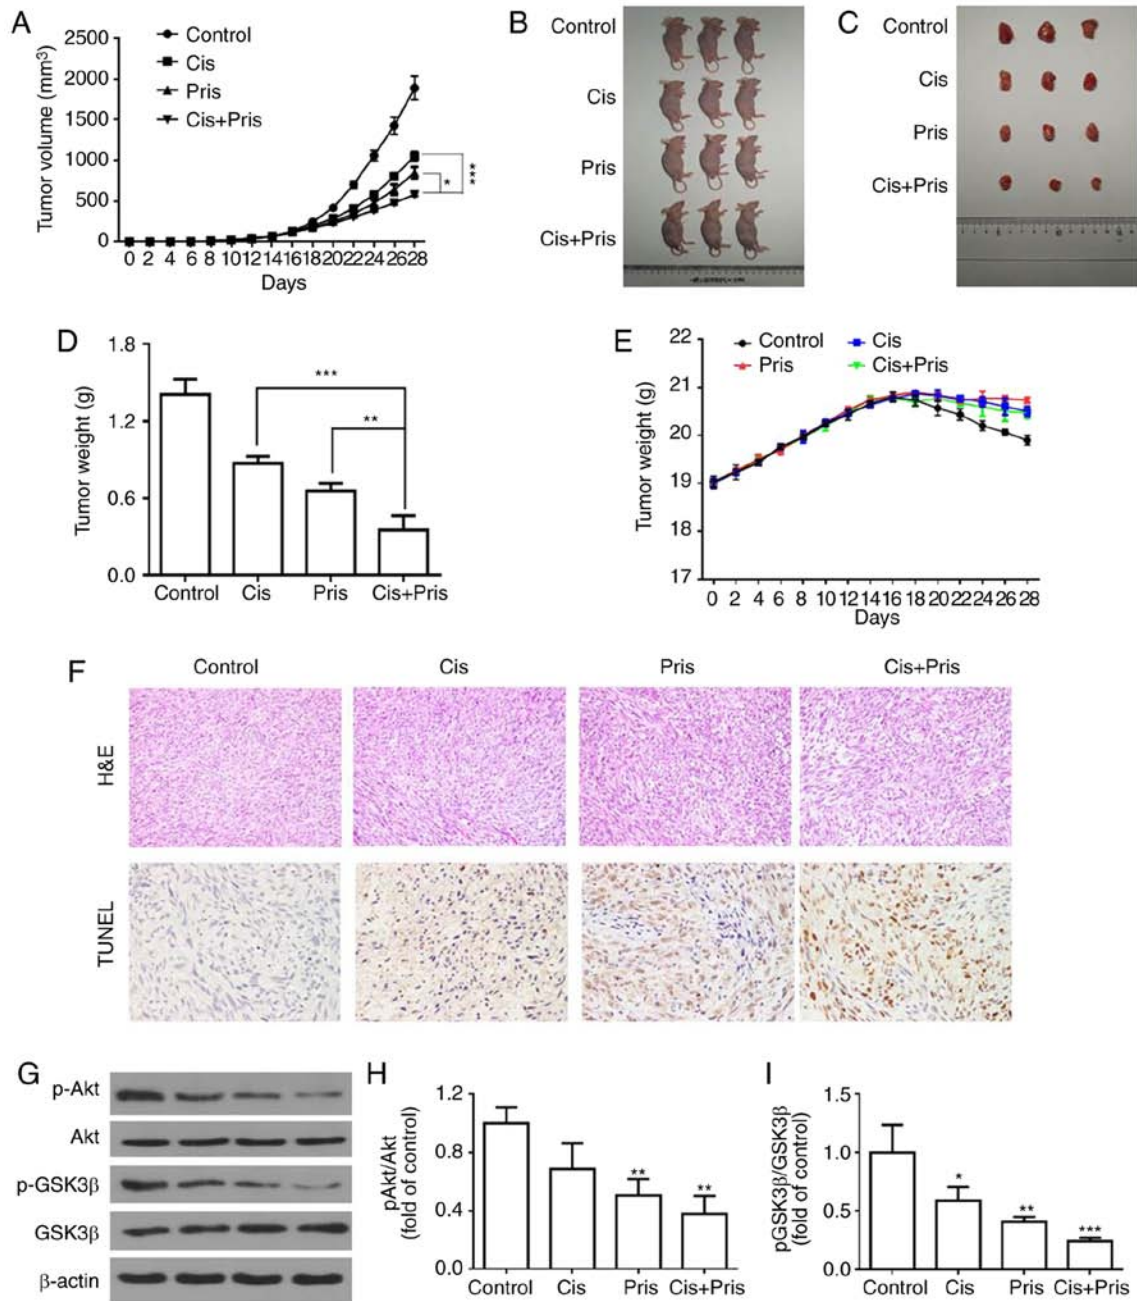 A
Tumor volume (mm³)
2500
2000
1500
1000
500
0
0 2 4 6 8 10 12 14 16 18 20 22 24 26 28
Days
Control
Cis
Pris
Cis+Pris
***
*
B
Control
Cis
Pris
Cis+Pris
C
Control
Cis
Pris
Cis+Pris
D
Tumor weight (g)
1.8
1.2
0.6
0.0
***
**
Control Cis Pris Cis+Pris
E
Tumor weight (g)
22
21
20
19
18
17
Control Cis
Pris Cis+Pris
0 2 4 6 8 10 12 14 16 18 20 22 24 26 28
Days
F
Control Cis Pris Cis+Pris
H&E
TUNEL
G
p-Akt
Akt
p-GSK3β
GSK3β
β-actin
H
pAkt/Akt
(fold of control)
1.2
0.8
0.4
0.0
** **
Control Cis Pris Cis+Pris
I
pGSK3β/GSK3β
(fold of control)
1.5
1.0
0.5
0.0
* ** ***
Control Cis Pris Cis+Pris